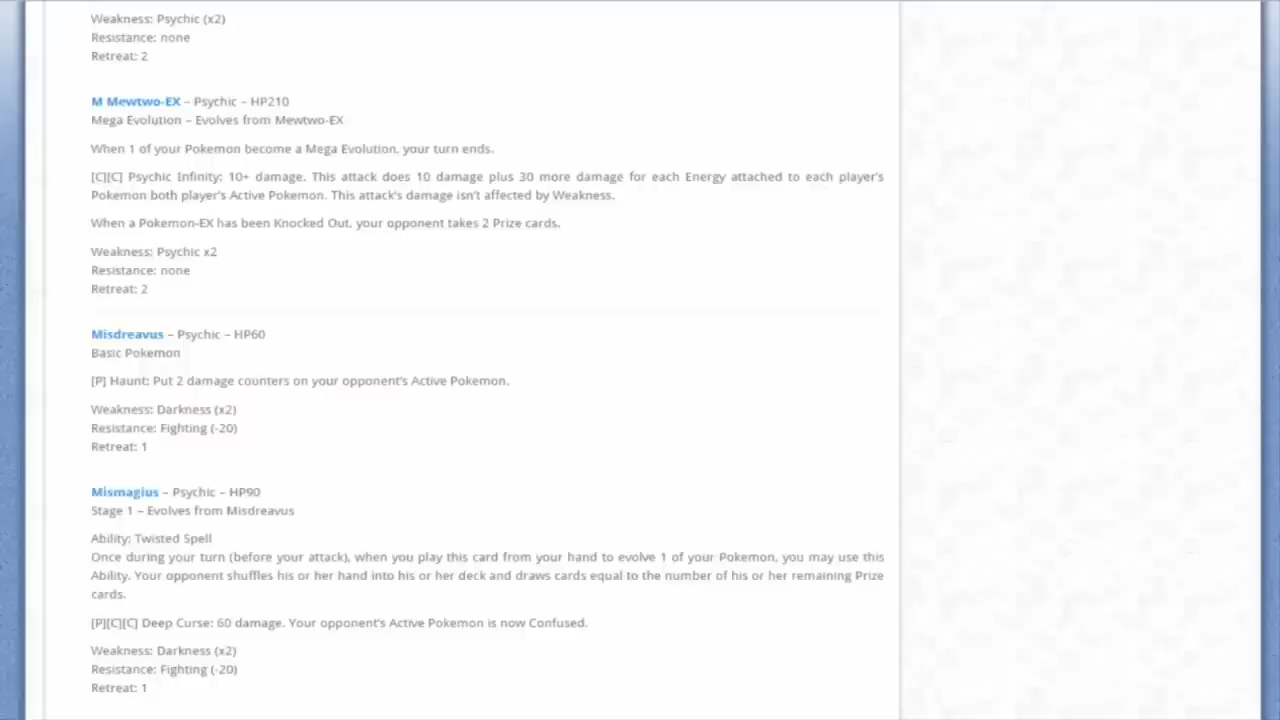 Weakness: Psychic (x2)
Resistance: none
Retreat: 2
M Mewtwo-EX – Psychic – HP210
Mega Evolution – Evolves from Mewtwo-EX
When 1 of your Pokemon become a Mega Evolution, your turn ends.
[C][C] Psychic Infinity: 10+ damage. This attack does 10 damage plus 30 more damage for each Energy attached to each player's
Pokemon both player's Active Pokemon. This attack's damage isn't affected by Weakness.
When a Pokemon-EX has been Knocked Out, your opponent takes 2 Prize cards.
Weakness: Psychic x2
Resistance: none
Retreat: 2
Misdreavus – Psychic – HP60
Basic Pokemon
[P] Haunt: Put 2 damage counters on your opponent's Active Pokemon.
Weakness: Darkness (x2)
Resistance: Fighting (-20)
Retreat: 1
Mismagius – Psychic – HP90
Stage 1 – Evolves from Misdreavus
Ability: Twisted Spell
Once during your turn (before your attack), when you play this card from your hand to evolve 1 of your Pokemon, you may use this
Ability. Your opponent shuffles his or her hand into his or her deck and draws cards equal to the number of his or her remaining Prize
cards.
[P][C][C] Deep Curse: 60 damage. Your opponent's Active Pokemon is now Confused.
Weakness: Darkness (x2)
Resistance: Fighting (-20)
Retreat: 1